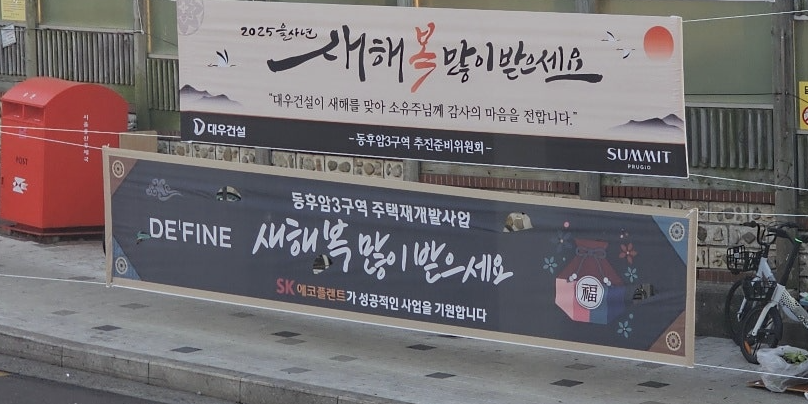 2025 을사년
새해 복 많이 받으세요
"대우건설이 새해를 맞아 소유주님께 감사의 마음을 전합니다."
대우건설
-동후암3구역 추진준비위원회-
SUMMIT
PRUGIO
POST
동후암3구역 주택재개발사업
DE'FINE
새해 복 많이 받으세요
福
SK 에코플랜트가 성공적인 사업을 기원합니다